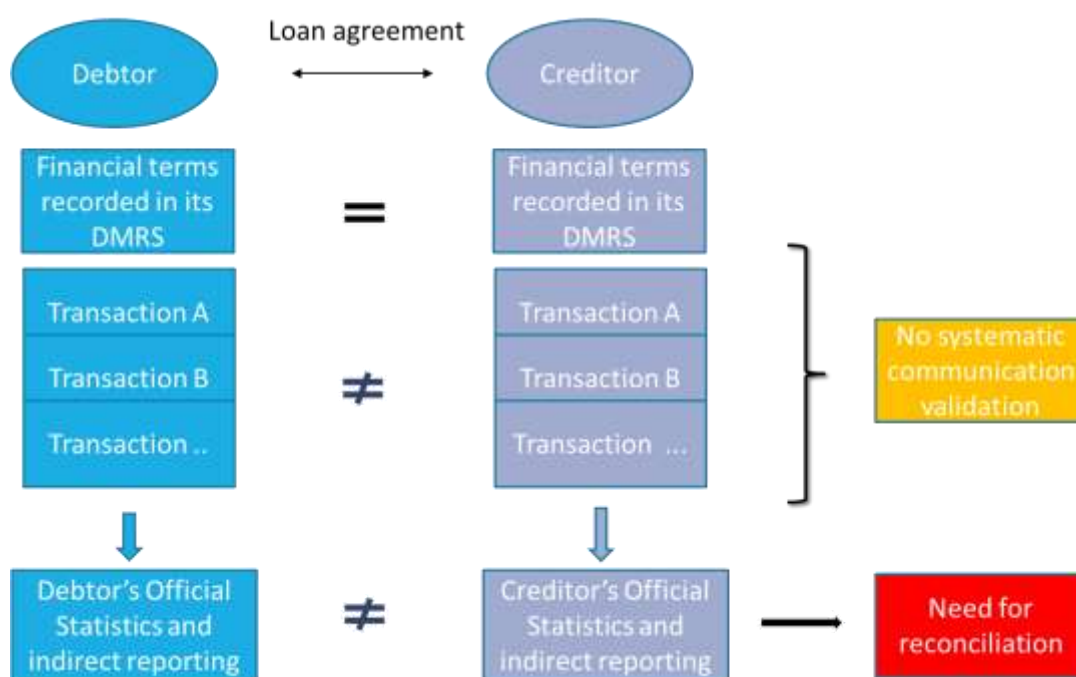 Loan agreement
Debtor
Creditor
Financial terms
recorded in its
DMRS
=
Financial terms
recorded in its
DMRS
Transaction A
Transaction B
Transaction ..
≠
Transaction A
Transaction B
Transaction ...
No systematic
communication
validation
Debtor's Official
Statistics and
indirect reporting
≠
Creditor's Official
Statistics and
indirect reporting
Need for
reconciliation